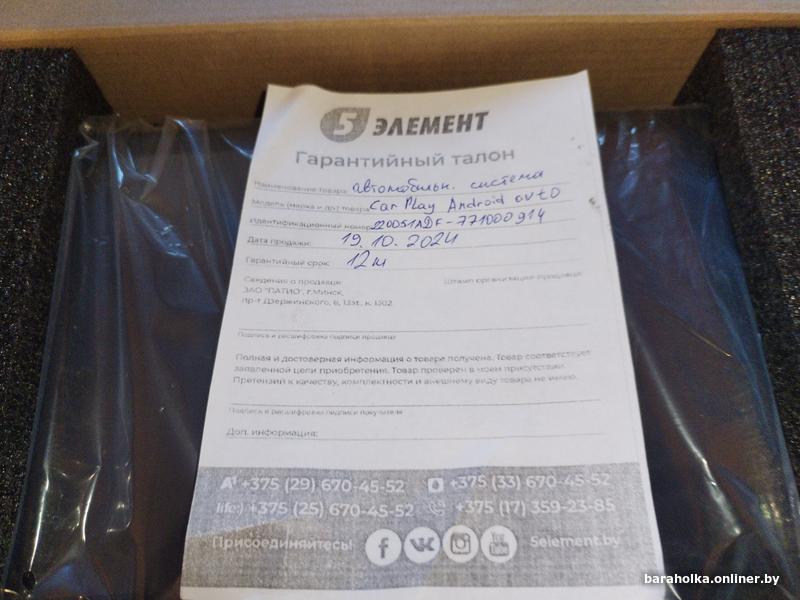 5 ЭЛЕМЕНТ
Гарантийный талон
Наименование товара: автомобильн. система
Модель (марка и др.) товара Car Play Android avto
Идентификационный номер 220051ADF-771000914
Дата продажи: 19.10.2024
Гарантийный срок: 12м
Сведения о продавце: Штамп организации-продавца:
ЗАО "ПАТИО", г.Минск,
пр-т Дзержинского, 8, 1302
Подпись и расшифровка подписи продавца
Полная и достоверная информация о товаре получена. Товар соответствует
заявленной цели приобретения. Товар проверен в моем присутствии.
Претензий к качеству, комплектности и внешнему виду товара не имею.
Подпись и расшифровка подписи покупателя
Доп. информация:
A1 +375 (29) 670-45-52 +375 (33) 670-45-52
life:) +375 (25) 670-45-52 +375 (17) 359-23-85
Присоединяйтесь! 5element.by
baraholka.onliner.by